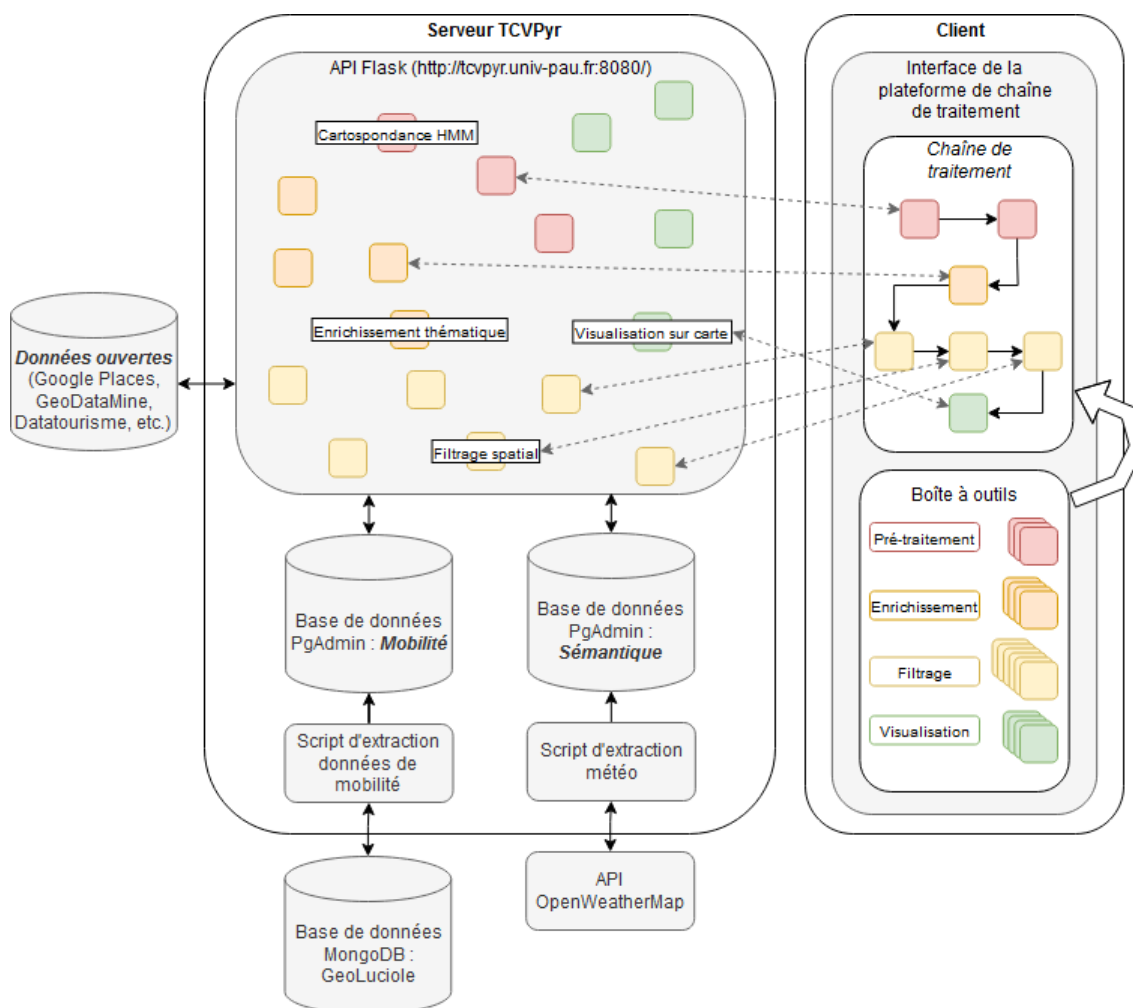 Serveur TCVPyr
API Flask (http://tcvpyr.univ-pau.fr:8080/)
Cartospondance HMM
Enrichissement thématique
Visualisation sur carte
Filtrage spatial
Données ouvertes
(Google Places,
GeoDataMine,
Datatourisme, etc.)
Base de données
PgAdmin : Mobilité
Base de données
PgAdmin :
Sémantique
Script d'extraction
données de
mobilité
Script d'extraction
météo
Base de données
MongoDB :
GeoLuciole
API
OpenWeatherMap
Client
Interface de la
plateforme de chaîne
de traitement
Chaîne de
traitement
Boîte à outils
Pré-traitement
Enrichissement
Filtrage
Visualisation